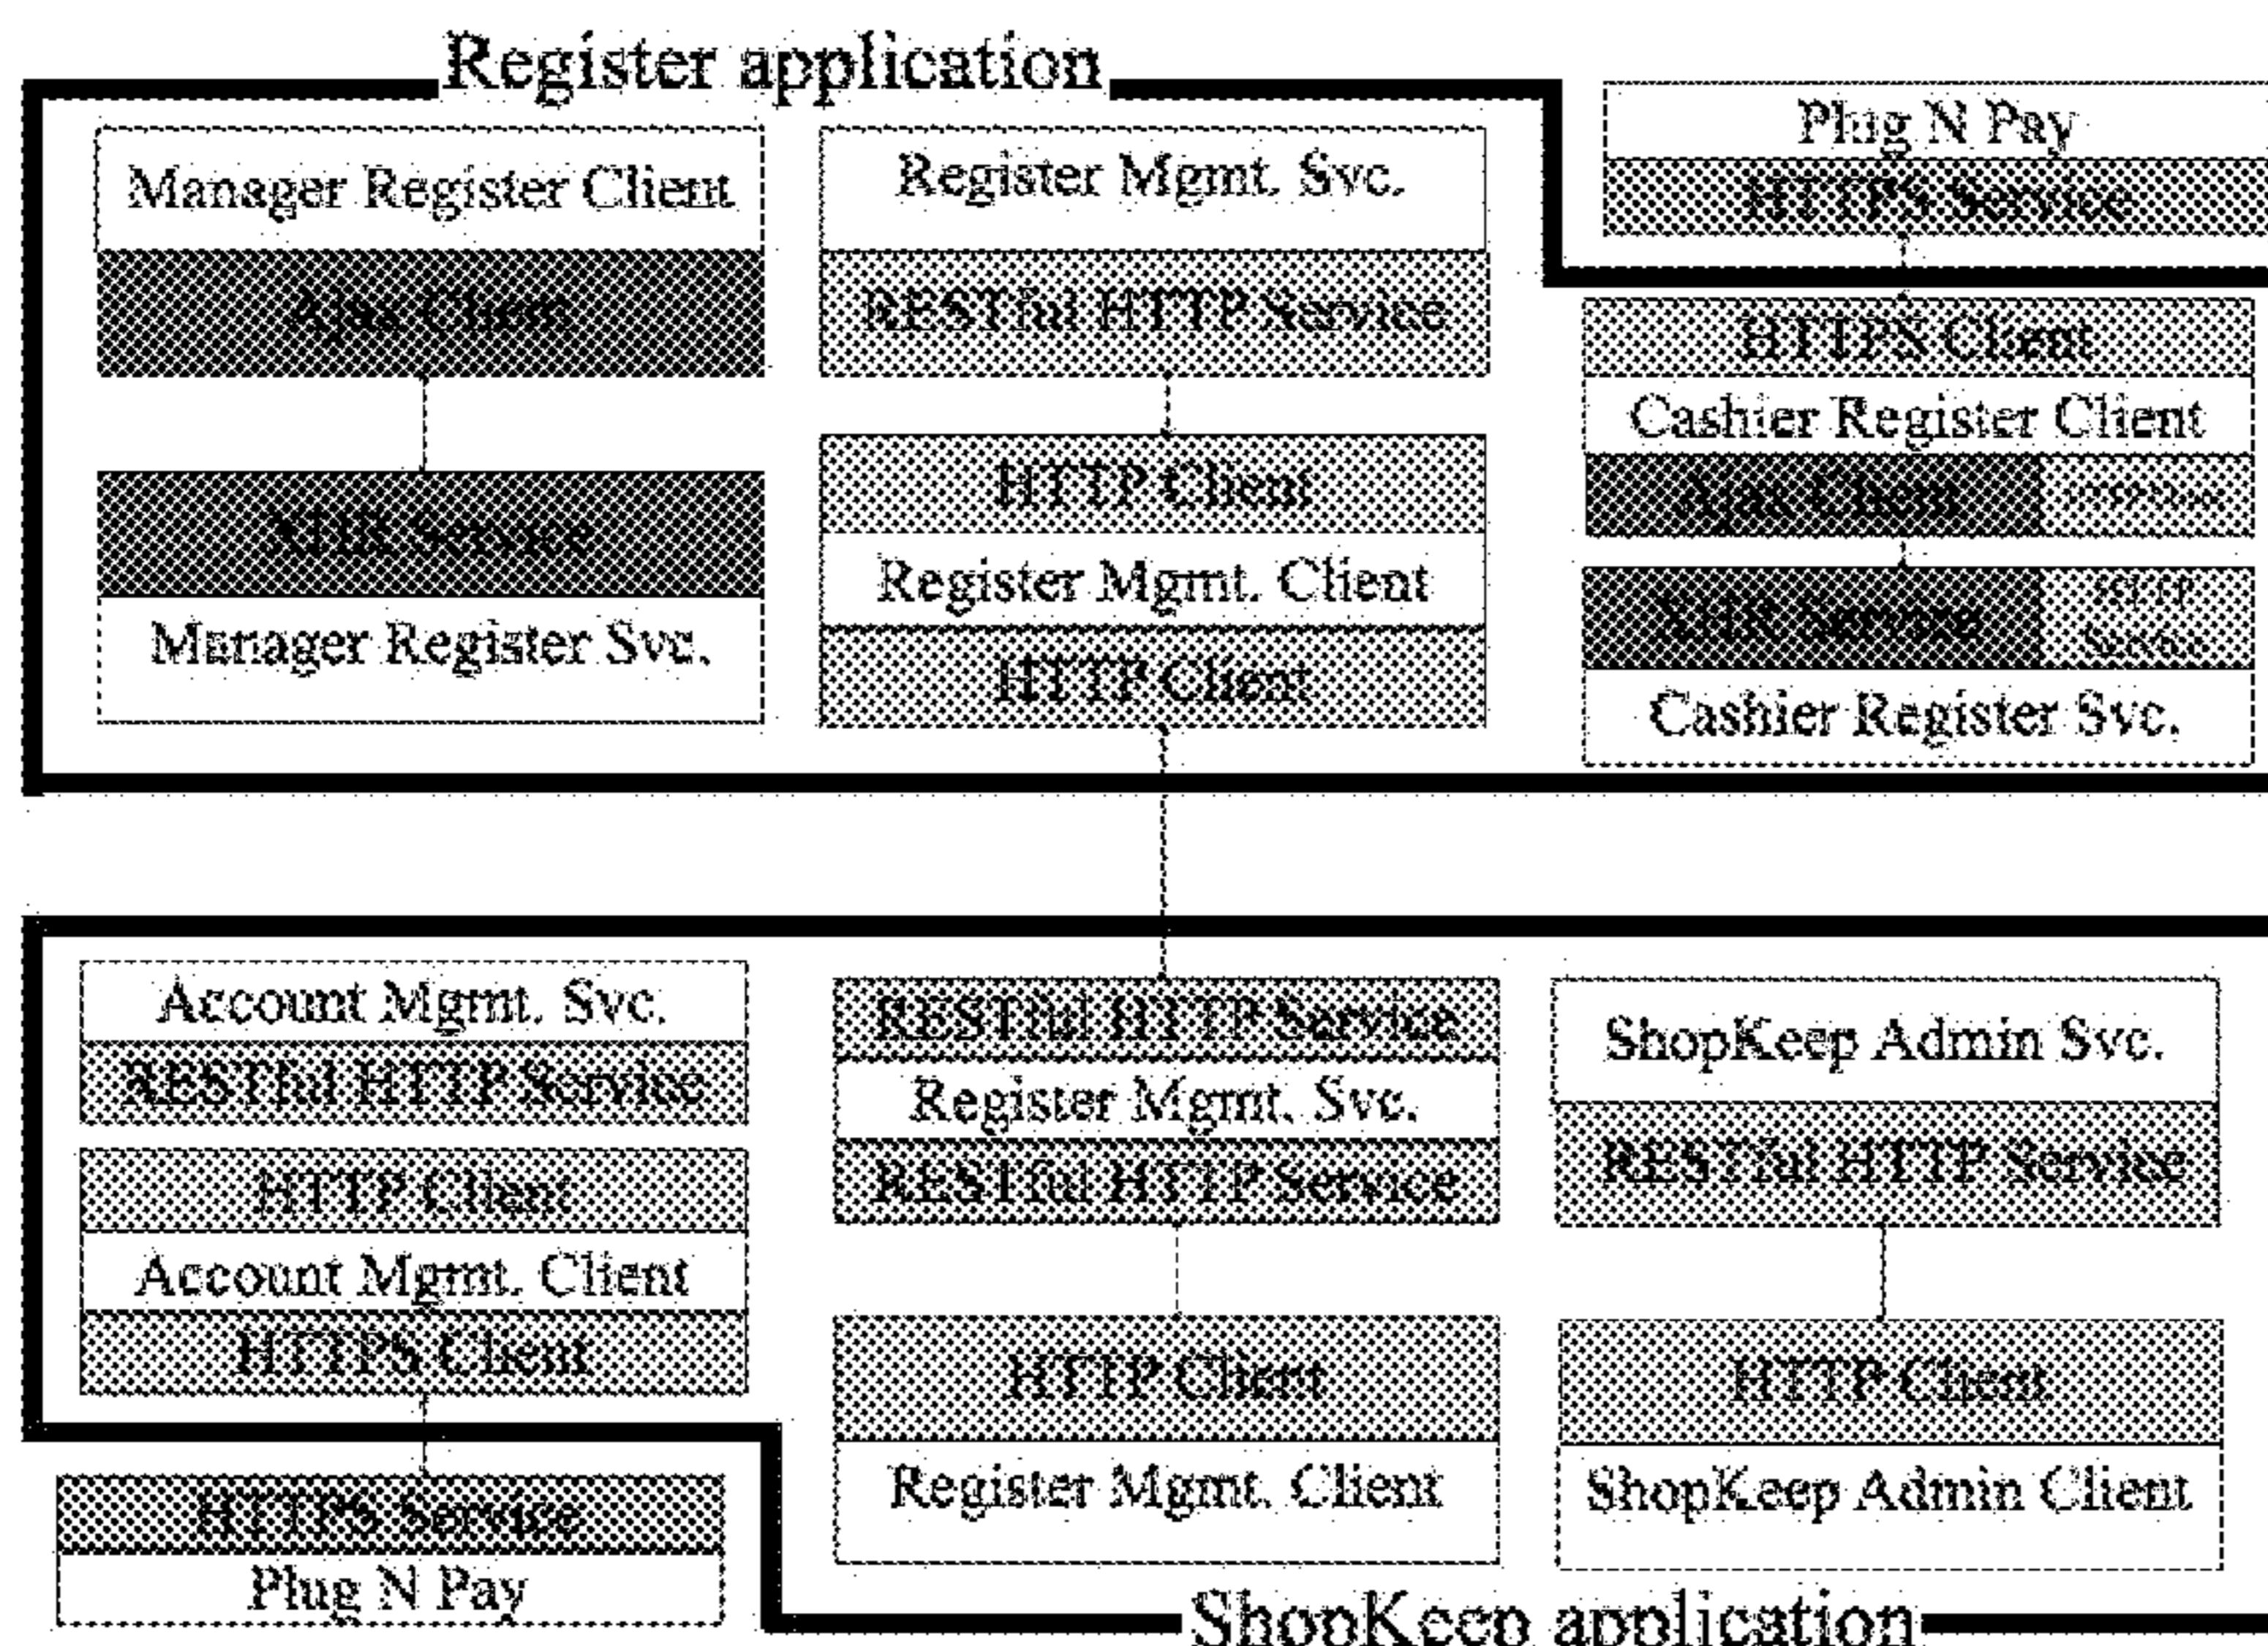 Register application
Manager Register Client
Ajax Client
XHR Service
Manager Register Svc.
Register Mgmt. Svc.
RESTful HTTP Service
HTTP Client
Register Mgmt. Client
HTTP Client
Plug N Pay
HTTPS Service
HTTPS Client
Cashier Register Client
Ajax Client
XHR Service
HTTP
Service
Cashier Register Svc.
Account Mgmt. Svc.
RESTful HTTP Service
HTTP Client
Account Mgmt. Client
HTTPS Client
HTTPS Service
Plug N Pay
RESTful HTTP Service
Register Mgmt. Svc.
RESTful HTTP Service
HTTP Client
Register Mgmt. Client
ShopKeep Admin Svc.
RESTful HTTP Service
HTTP Client
ShopKeep Admin Client
ShopKeep application